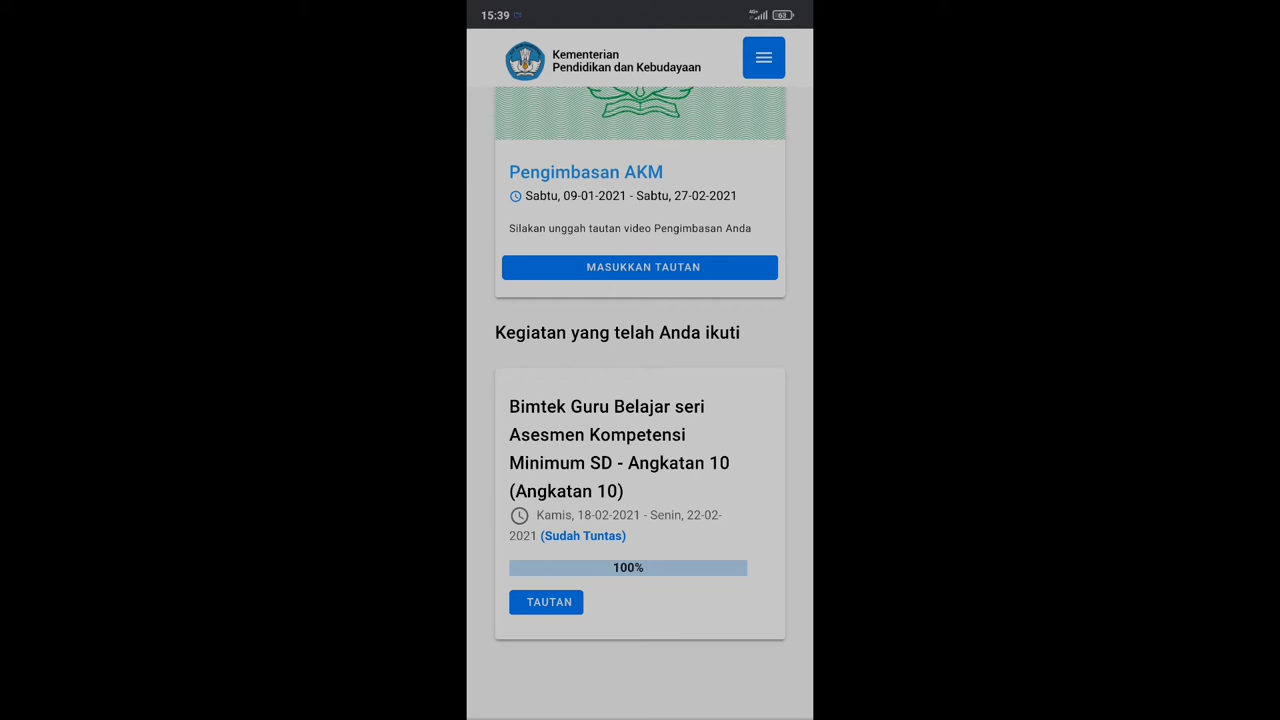 15:39
4G+
63
Kementerian
Pendidikan dan Kebudayaan
Pengimbasan AKM
Sabtu, 09-01-2021 - Sabtu, 27-02-2021
Silakan unggah tautan video Pengimbasan Anda
MASUKKAN TAUTAN
Kegiatan yang telah Anda ikuti
Bimtek Guru Belajar seri
Asesmen Kompetensi
Minimum SD - Angkatan 10
(Angkatan 10)
Kamis, 18-02-2021 - Senin, 22-02-
2021 (Sudah Tuntas)
100%
TAUTAN